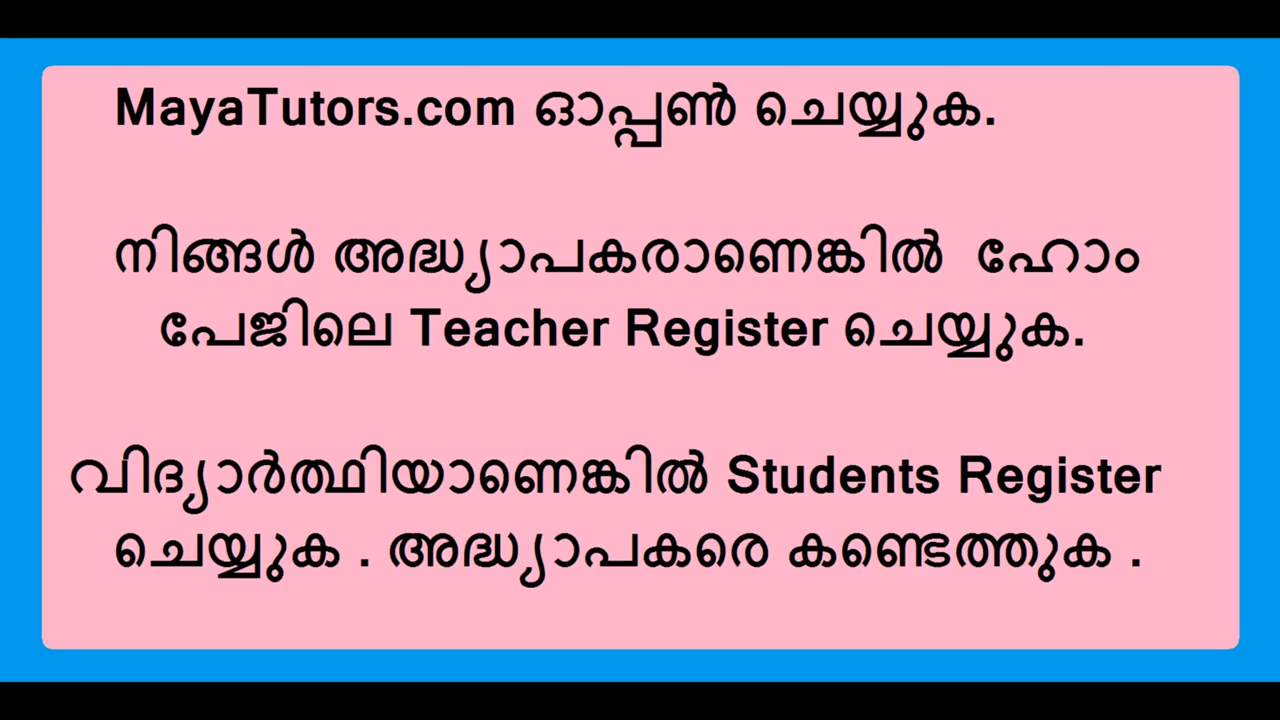 MayaTutors.com ഓപ്പൺ ചെയ്യുക.
നിങ്ങൾ അദ്ധ്യാപകരാണെങ്കിൽ ഹോം
പേജിലെ Teacher Register ചെയ്യുക.
വിദ്യാർത്ഥിയാണെങ്കിൽ Students Register
ചെയ്യുക . അദ്ധ്യാപകരെ കണ്ടെത്തുക .